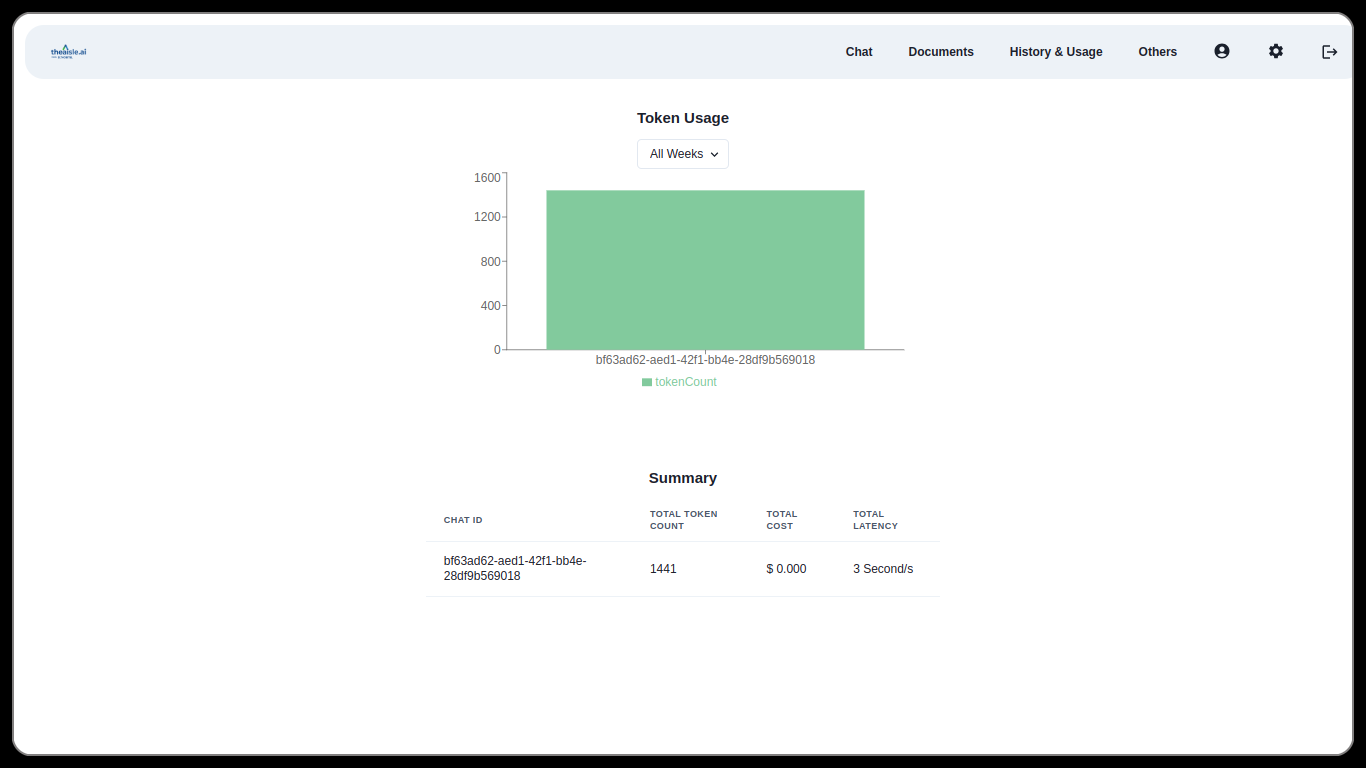 theaisle.ai
Chat Documents History & Usage Others
Token Usage
All Weeks
1600
1200
800
400
0
bf63ad62-aed1-42f1-bb4e-28df9b569018
tokenCount
Summary
CHAT ID
TOTAL TOKEN
COUNT
TOTAL
COST
TOTAL
LATENCY
bf63ad62-aed1-42f1-bb4e-
28df9b569018
1441
$ 0.000
3 Second/s